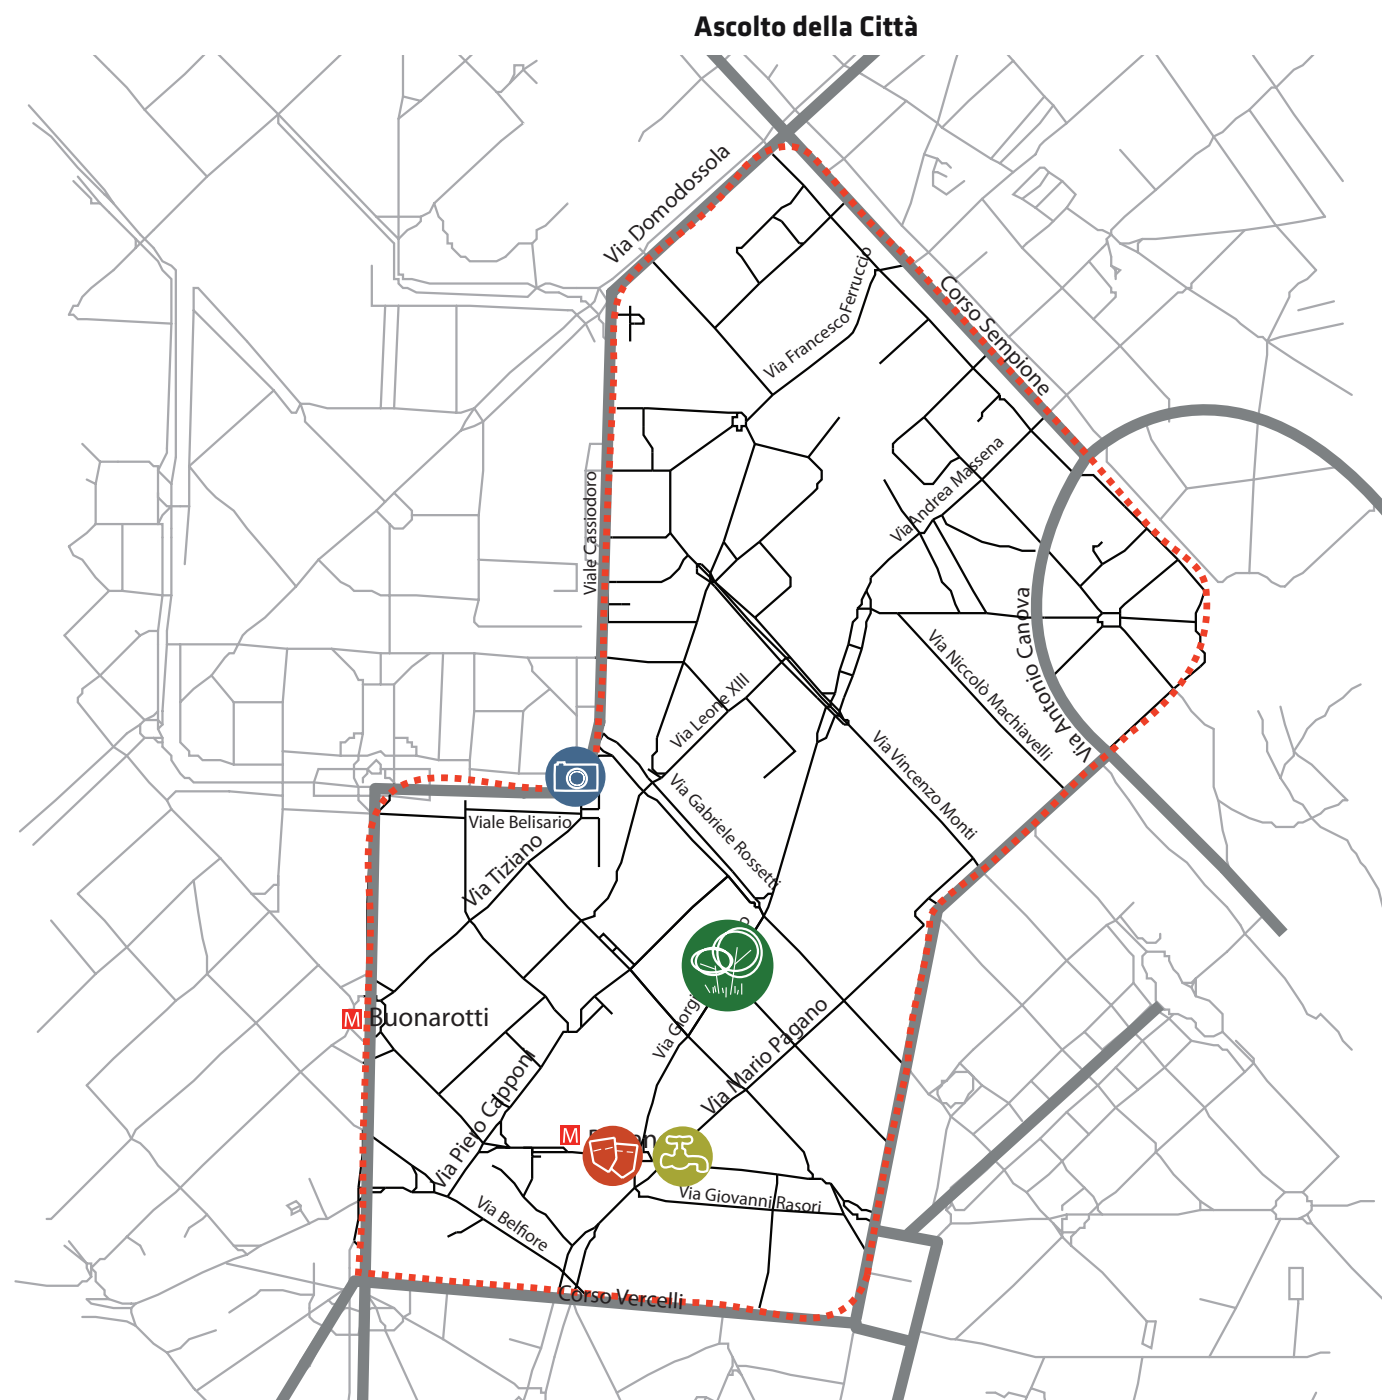 Ascolto della Città
Via Domodossola
Via Francesco Ferruccio
Corso Sempione
Viale Cassiodoro
Via Andrea Massena
Via Antonio Canova
Via Niccolò Machiavelli
Via Leone XIII
Via Vincenzo Monti
Via Gabriele Rossetti
Viale Belisario
Via Tiziano
M Buonarotti
Via Mario Pagano
Via Piero Capponi
M
Via Giovanni Rasori
Via Belfiore
Corso Vercelli